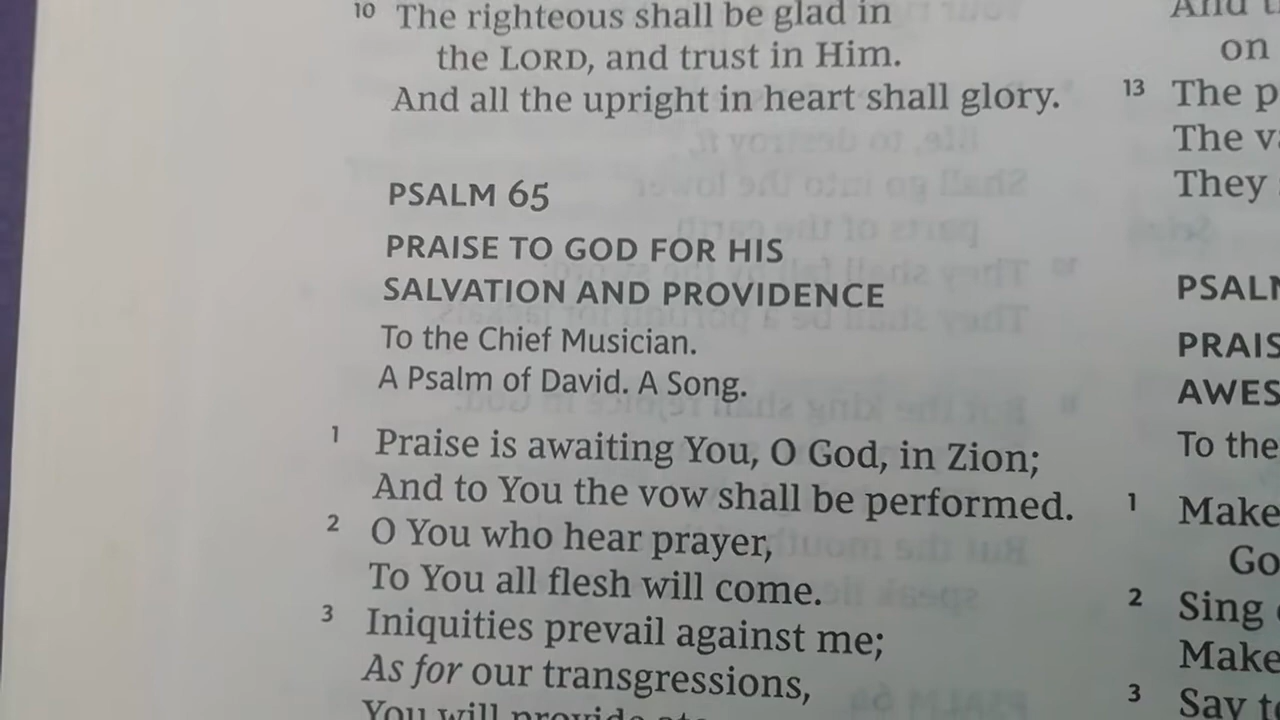 10 The righteous shall be glad in
the LORD, and trust in Him.
And all the upright in heart shall glory.
PSALM 65
PRAISE TO GOD FOR HIS
SALVATION AND PROVIDENCE
To the Chief Musician.
A Psalm of David. A Song.
1 Praise is awaiting You, O God, in Zion;
And to You the vow shall be performed.
2 O You who hear prayer,
To You all flesh will come.
3 Iniquities prevail against me;
As for our transgressions,
You will provide
on
13 The
The
They
To the
1 Make
2 Sing
Make
3 Say